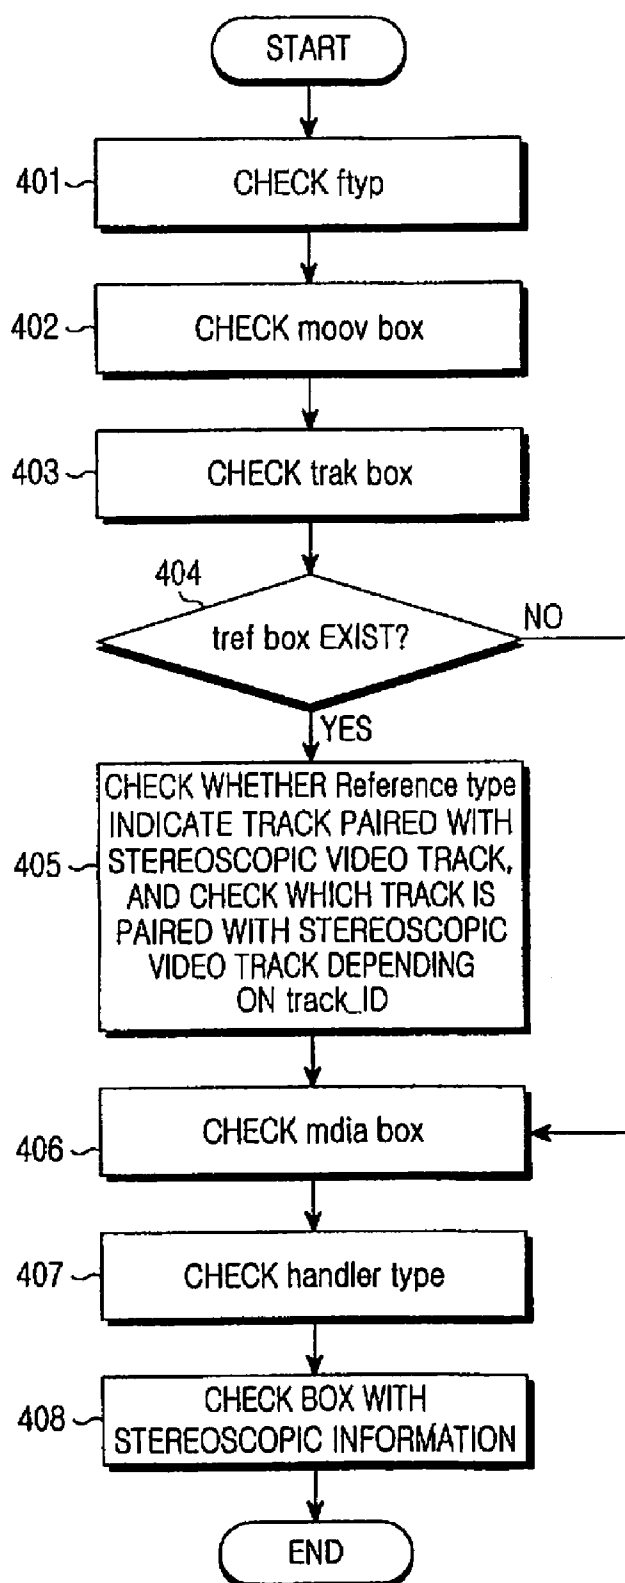 START
401
CHECK ftyp
402
CHECK moov box
403
CHECK trak box
404
tref box EXIST?
NO
YES
405
CHECK WHETHER Reference type
INDICATE TRACK PAIRED WITH
STEREOSCOPIC VIDEO TRACK,
AND CHECK WHICH TRACK IS
PAIRED WITH STEREOSCOPIC
VIDEO TRACK DEPENDING
ON track_ID
406
CHECK mdia box
407
CHECK handler type
408
CHECK BOX WITH
STEREOSCOPIC INFORMATION
END